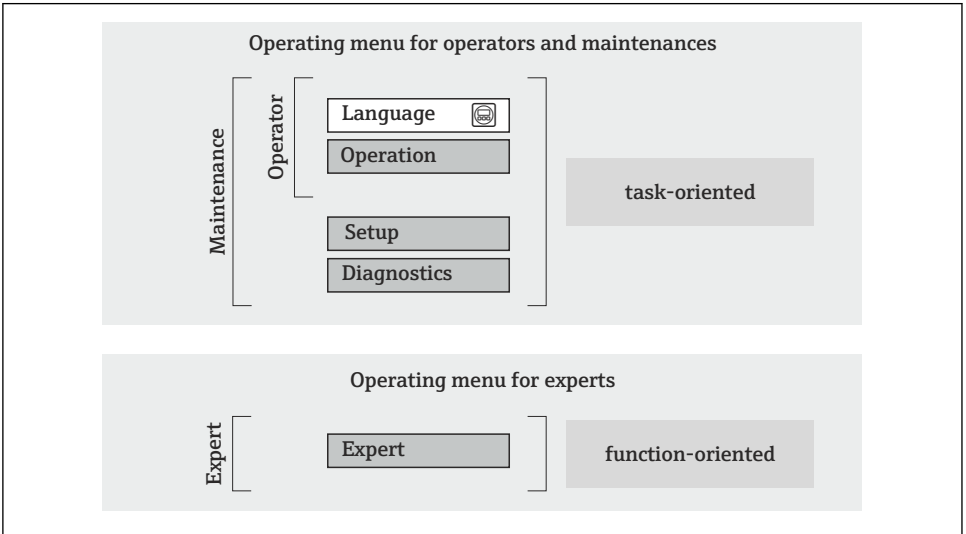 Operating menu for operators and maintenances
Maintenance
Operator
Language
Operation
Setup
Diagnostics
task-oriented
Operating menu for experts
Expert
Expert
function-oriented